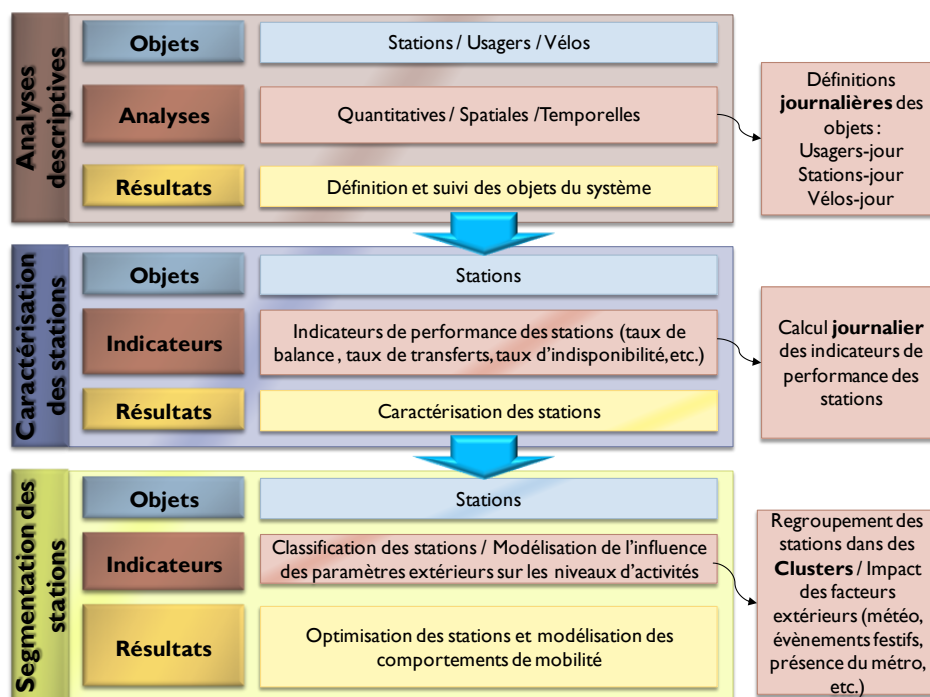 Analyses
descriptives
Objets
Stations / Usagers / Vélos
Analyses
Quantitatives / Spatiales /Temporelles
Résultats
Définition et suivi des objets du système
Définitions
journalières des
objets :
Usagers-jour
Stations-jour
Vélos-jour
Caractérisation
des stations
Objets
Stations
Indicateurs
Indicateurs de performance des stations (taux de
balance , taux de transferts, taux d'indisponibilité, etc.)
Résultats
Caractérisation des stations
Calcul journalier
des indicateurs de
performance des
stations
Segmentation des
stations
Objets
Stations
Indicateurs
Classification des stations / Modélisation de l'influence
des paramètres extérieurs sur les niveaux d'activités
Résultats
Optimisation des stations et modélisation des
comportements de mobilité
Regroupement des
stations dans des
Clusters / Impact
des facteurs
extérieurs (météo,
évènements festifs,
présence du métro,
etc.)